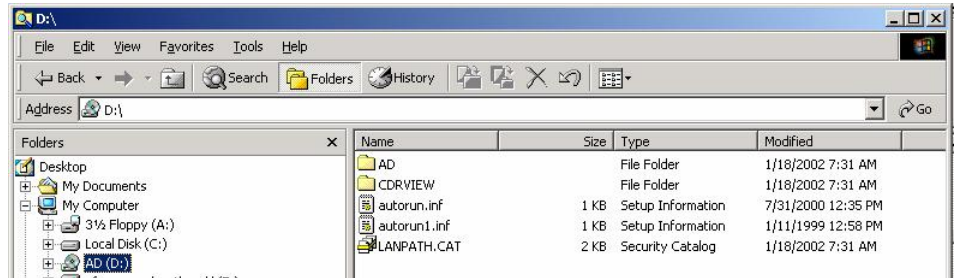 D:\
File Edit View Favorites Tools Help
Back Search Folders History
Address D:\ Go
Folders x
Desktop
My Documents
My Computer
3½ Floppy (A:)
Local Disk (C:)
AD (D:)
Name Size Type Modified
AD File Folder 1/18/2002 7:31 AM
CDRVIEW File Folder 1/18/2002 7:31 AM
autorun.inf 1 KB Setup Information 7/31/2000 12:35 PM
autorun1.inf 1 KB Setup Information 1/11/1999 12:58 PM
LANPATH.CAT 2 KB Security Catalog 1/18/2002 7:31 AM